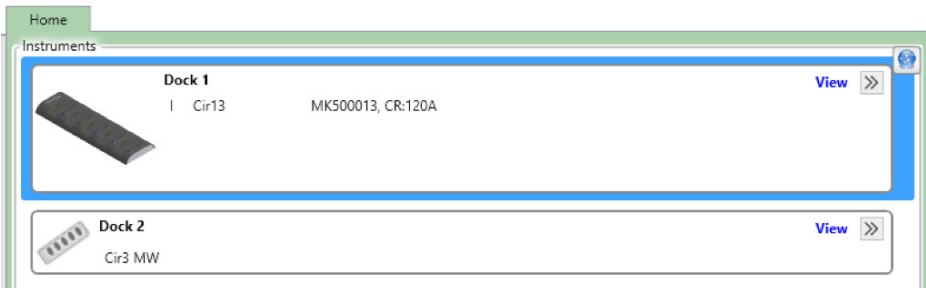 Home
Instruments
Dock 1
View
I Cir13 MK500013, CR:120A
Dock 2
View
Cir3 MW